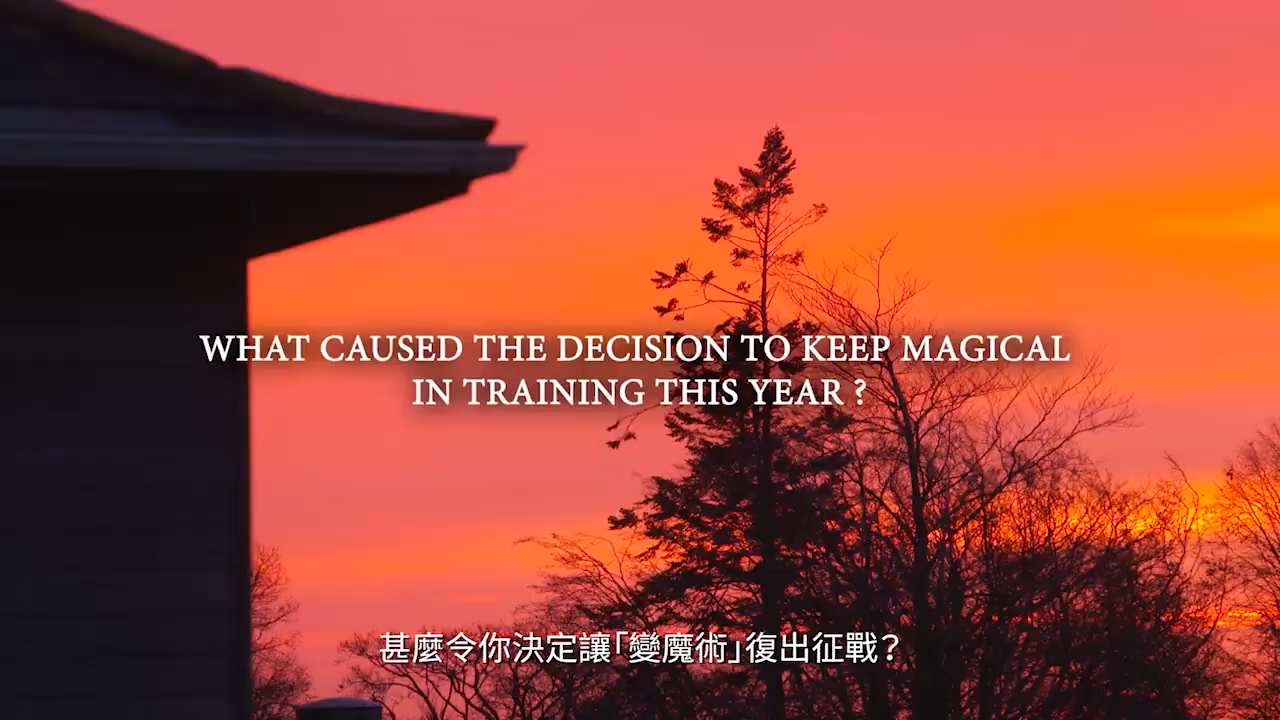 WHAT CAUSED THE DECISION TO KEEP MAGICAL
IN TRAINING THIS YEAR ?
甚麼令你決定讓「變魔術」復出征戰？